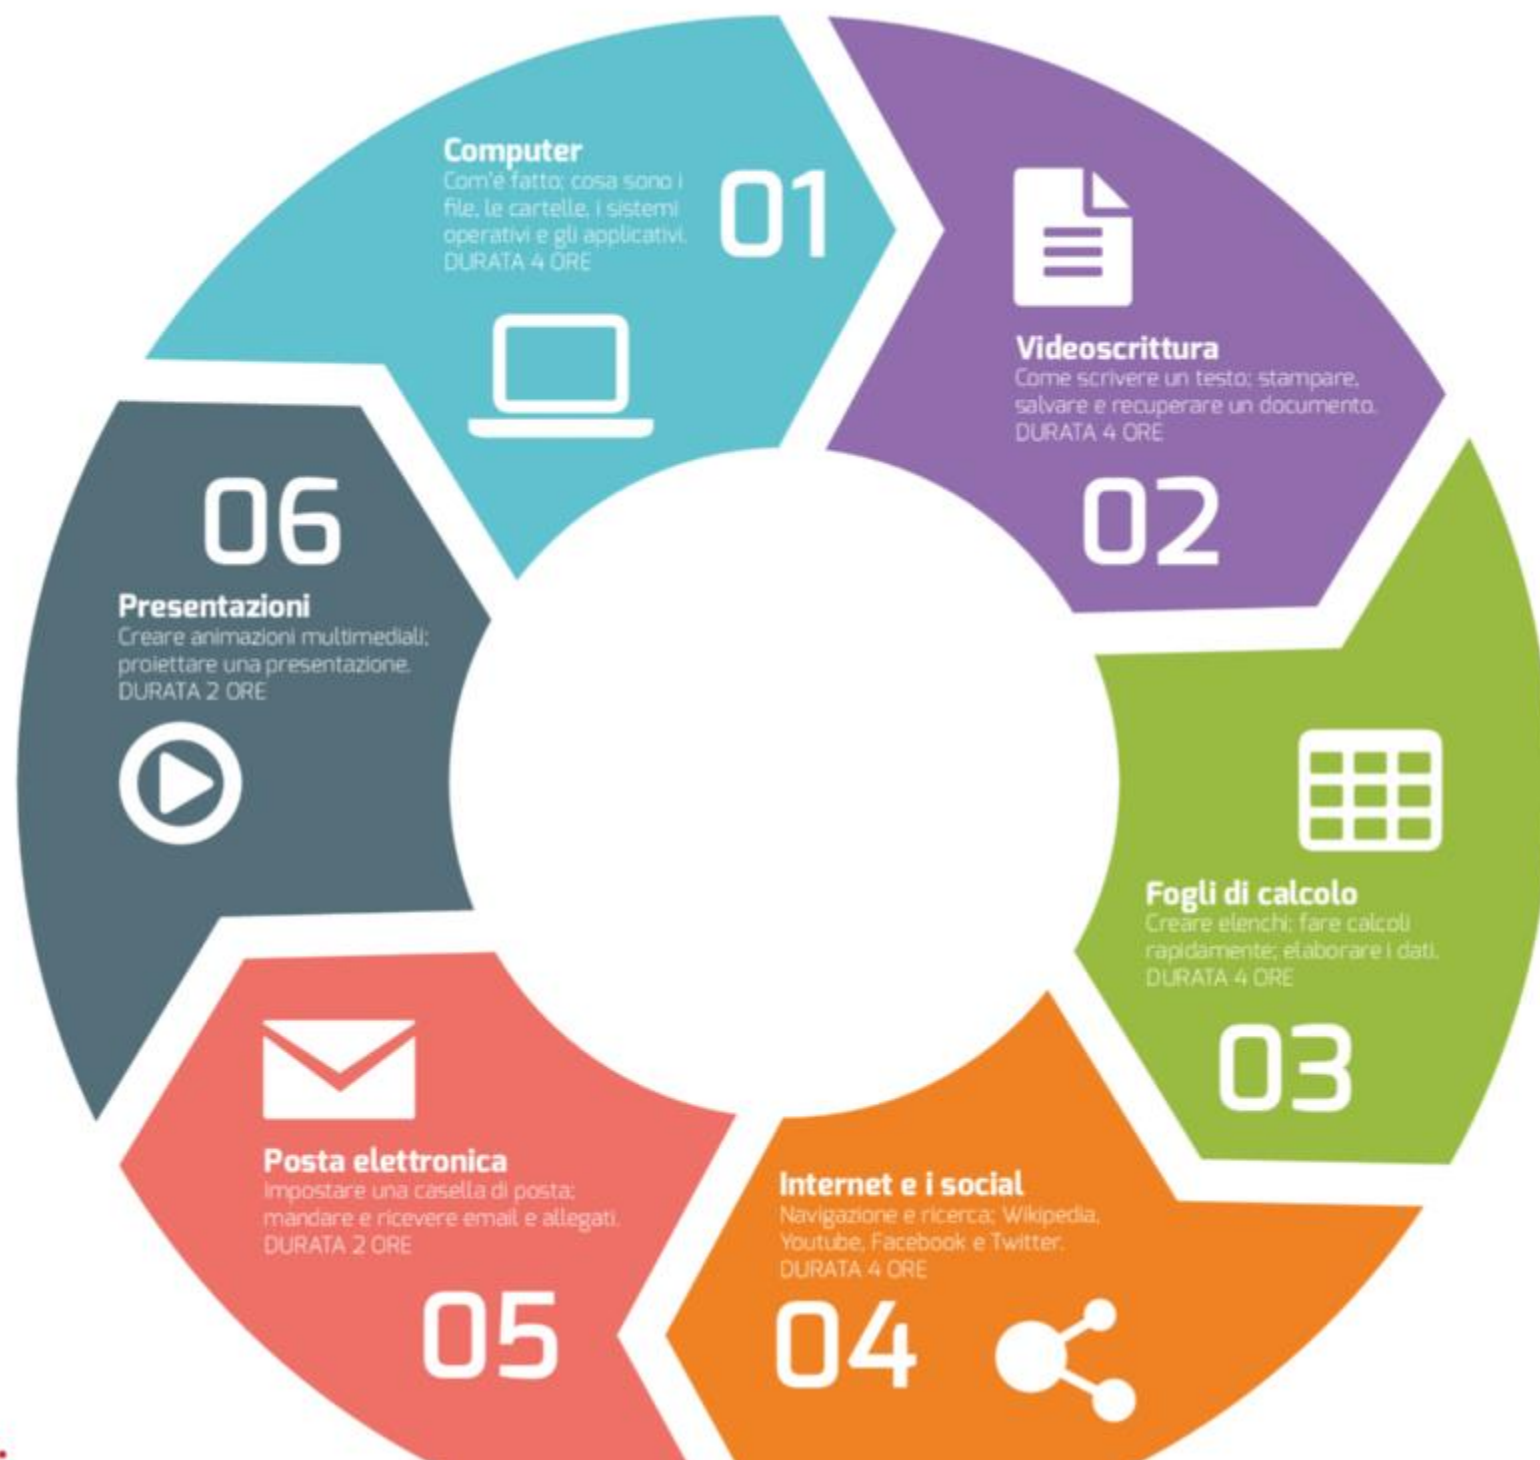 Computer
Com'è fatto; cosa sono i
file, le cartelle, i sistemi
operativi e gli applicativi.
DURATA 4 ORE
01
Videoscrittura
Come scrivere un testo; stampare,
salvare e recuperare un documento.
DURATA 4 ORE
02
Fogli di calcolo
Creare elenchi; fare calcoli
rapidamente; elaborare i dati.
DURATA 4 ORE
03
Internet e i social
Navigazione e ricerca; Wikipedia,
Youtube, Facebook e Twitter.
DURATA 4 ORE
04
Posta elettronica
Impostare una casella di posta;
mandare e ricevere email e allegati.
DURATA 2 ORE
05
06
Presentazioni
Creare animazioni multimediali;
proiettare una presentazione.
DURATA 2 ORE